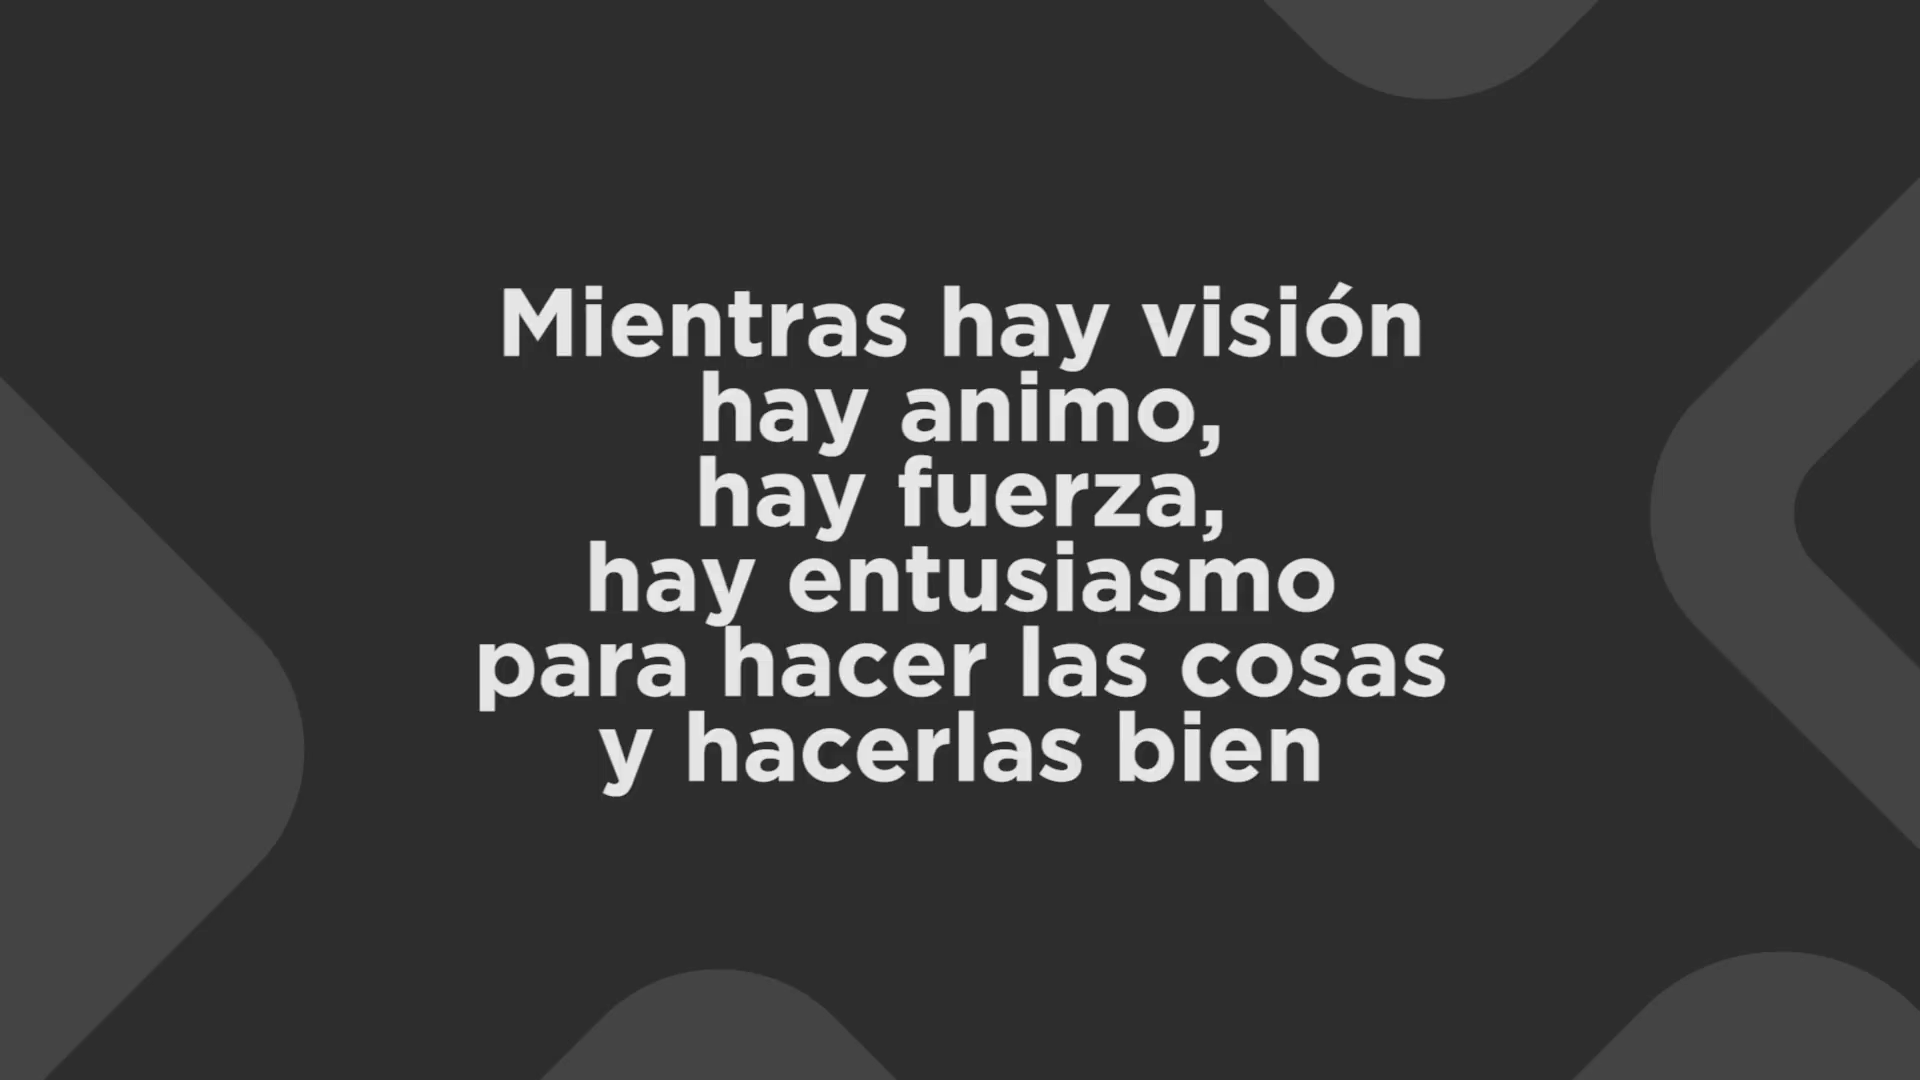 Mientras hay visión
hay animo,
hay fuerza,
hay entusiasmo
para hacer las cosas
y hacerlas bien